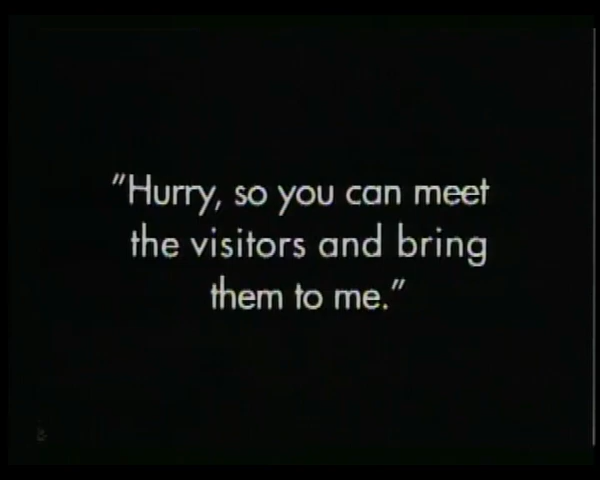 "Hurry, so you can meet
the visitors and bring
them to me."